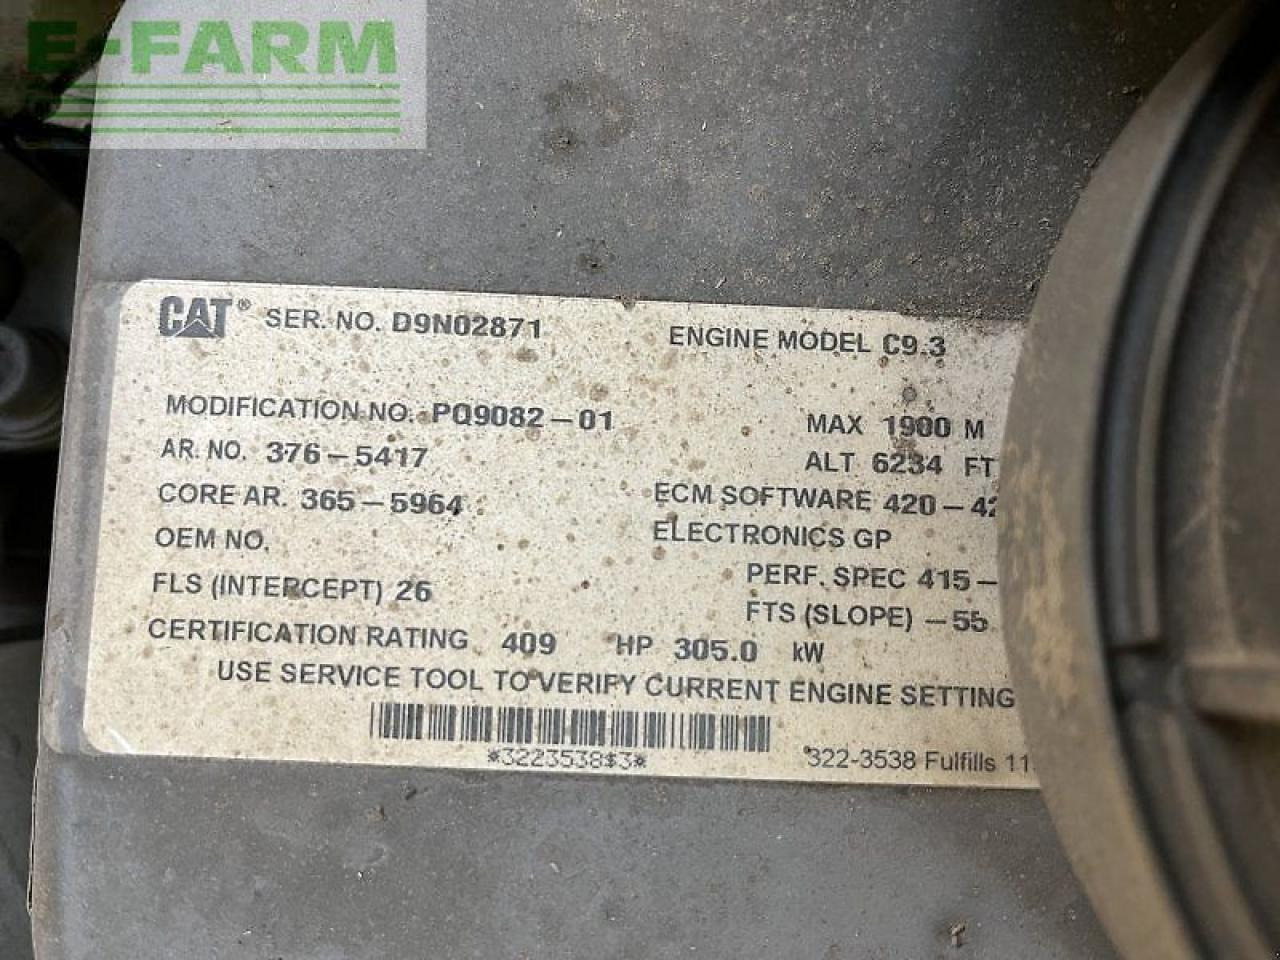 E-FARM
CAT® SER. NO. D9N02871 ENGINE MODEL C9.3
MODIFICATION NO. PQ9082-01 MAX 1900 M
AR. NO. 376-5417 ALT 6234 FT
CORE AR. 365-5964 ECM SOFTWARE 420-42
OEM NO. ELECTRONICS GP
FLS (INTERCEPT) 26 PERF. SPEC 415-
FTS (SLOPE) -55
CERTIFICATION RATING 409 HP 305.0 kW
USE SERVICE TOOL TO VERIFY CURRENT ENGINE SETTING
*3223538$3* 322-3538 Fulfills 11